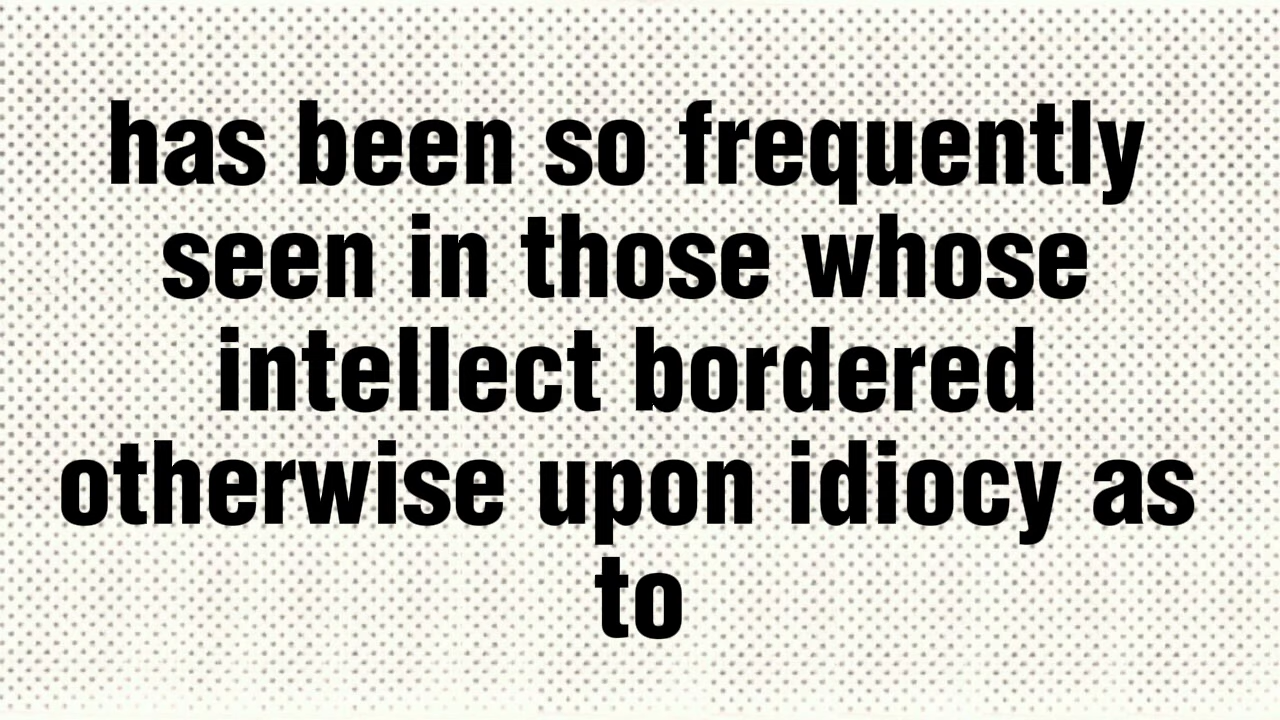 has been so frequently
seen in those whose
intellect bordered
otherwise upon idiocy as
to